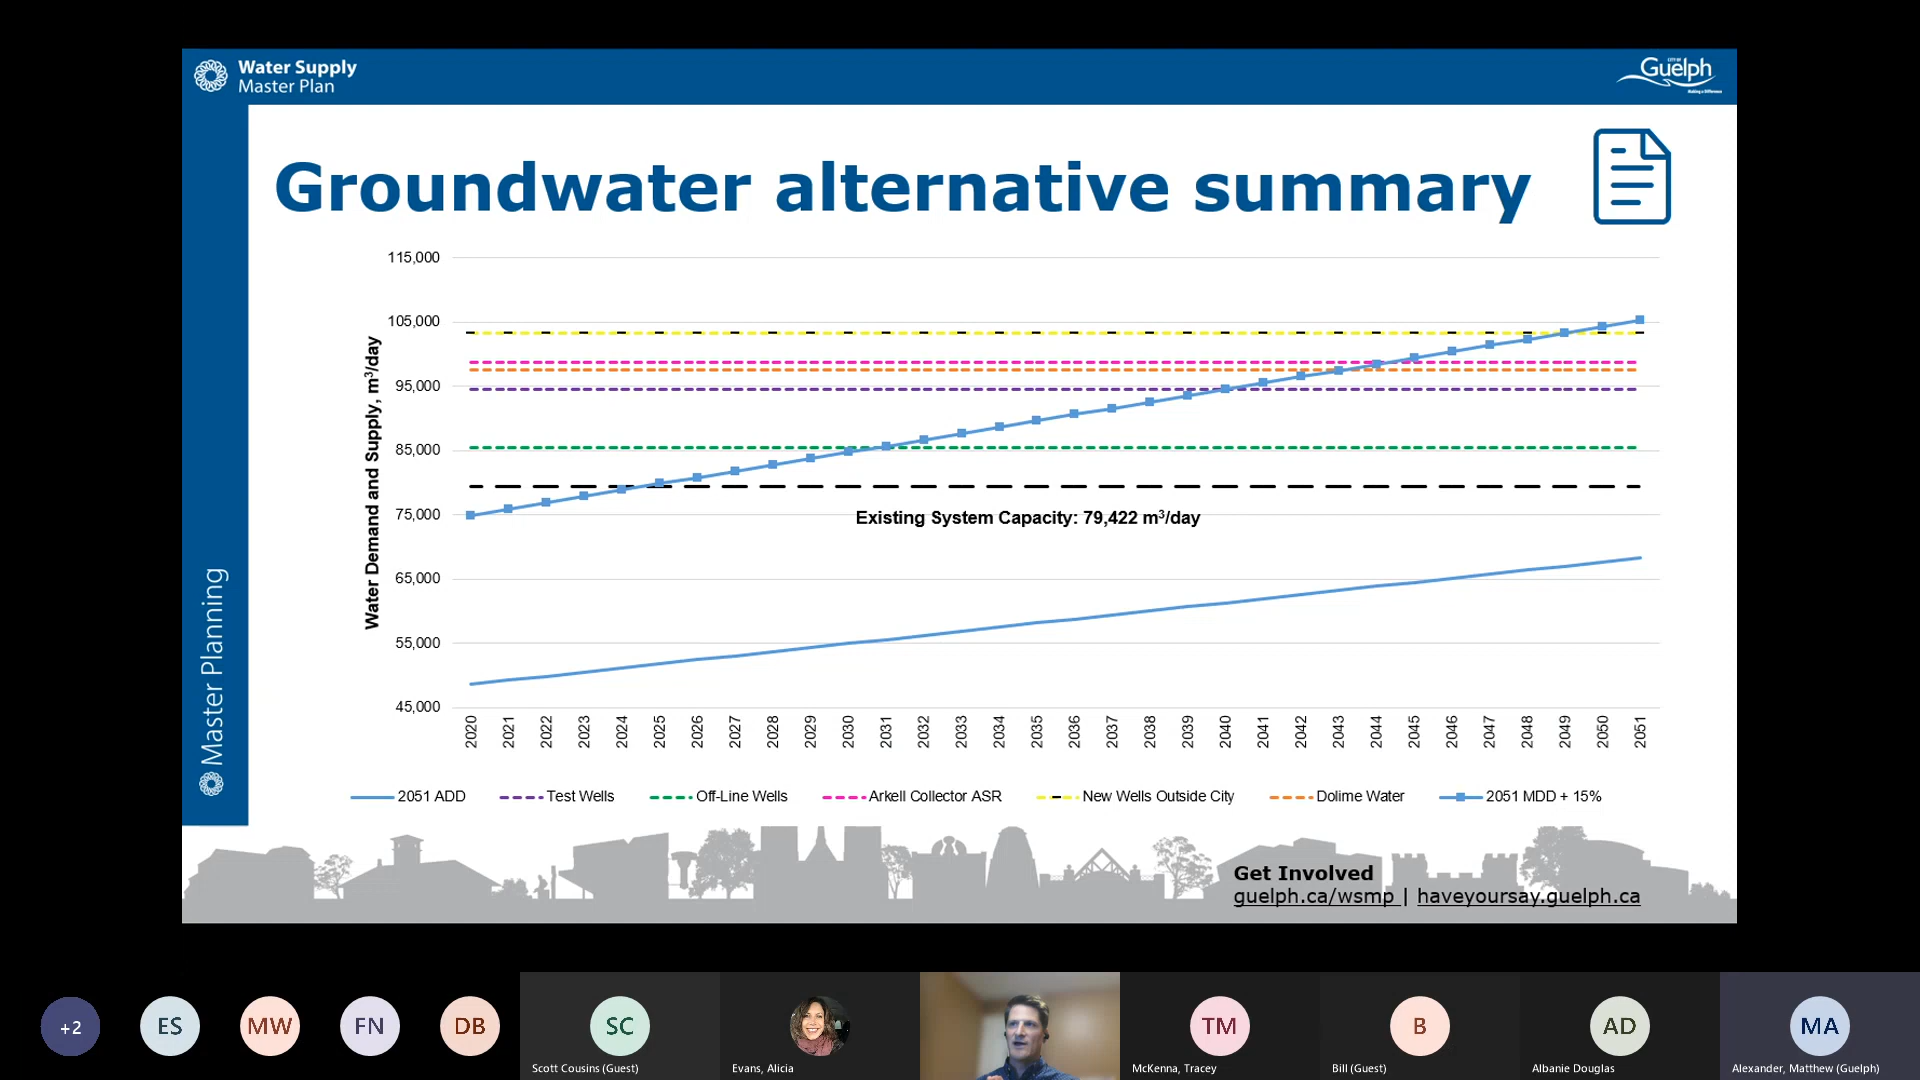 Water Supply
Master Plan
CITY OF
Guelph
Making a Difference
Groundwater alternative summary
Water Demand and Supply, m³/day
115,000
105,000
95,000
85,000
75,000
65,000
55,000
45,000
Existing System Capacity: 79,422 m³/day
2020 2021 2022 2023 2024 2025 2026 2027 2028 2029 2030 2031 2032 2033 2034 2035 2036 2037 2038 2039 2040 2041 2042 2043 2044 2045 2046 2047 2048 2049 2050 2051
2051 ADD Test Wells Off-Line Wells Arkell Collector ASR New Wells Outside City Dolime Water 2051 MDD + 15%
Master Planning
Get Involved
guelph.ca/wsmp | haveyoursay.guelph.ca
+2 ES MW FN DB SC TM B AD MA
Scott Cousins (Guest) Evans, Alicia McKenna, Tracey Bill (Guest) Albanie Douglas Alexander, Matthew (Guelph)